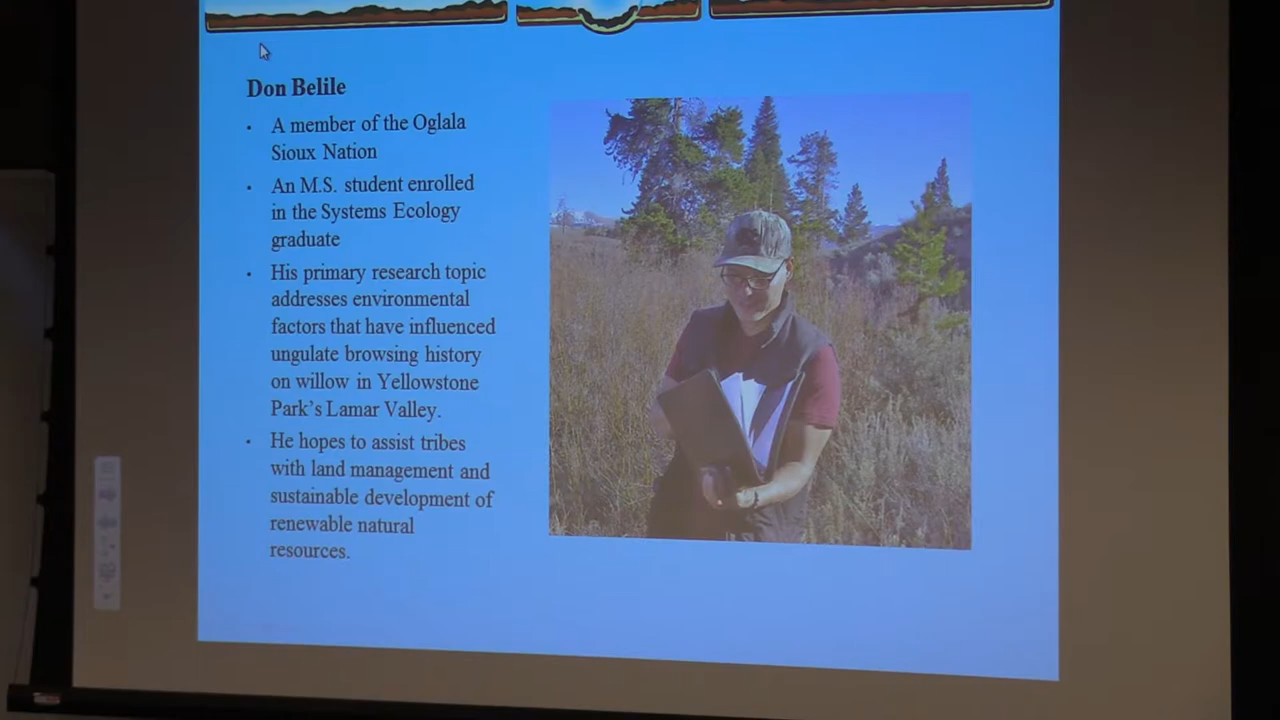 Don Belile
• A member of the Oglala
Sioux Nation
• An M.S. student enrolled
in the Systems Ecology
graduate
• His primary research topic
addresses environmental
factors that have influenced
ungulate browsing history
on willow in Yellowstone
Park's Lamar Valley.
• He hopes to assist tribes
with land management and
sustainable development of
renewable natural
resources.